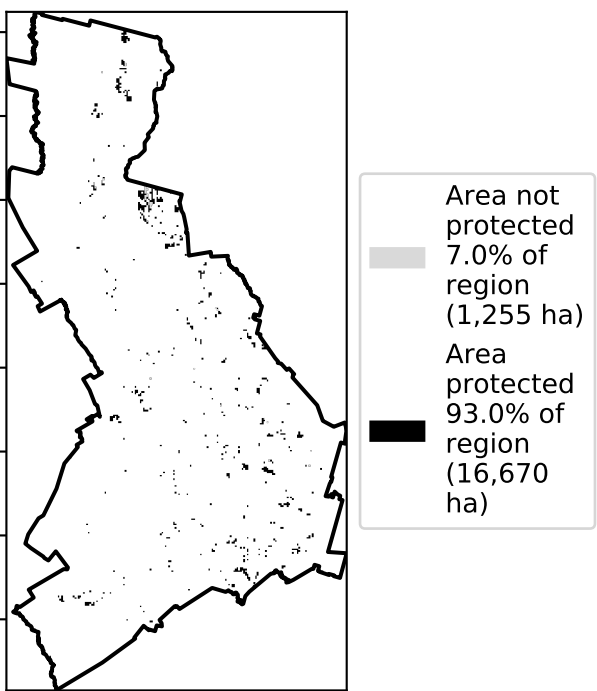 Area not
protected
7.0% of
region
(1,255 ha)
Area
protected
93.0% of
region
(16,670
ha)